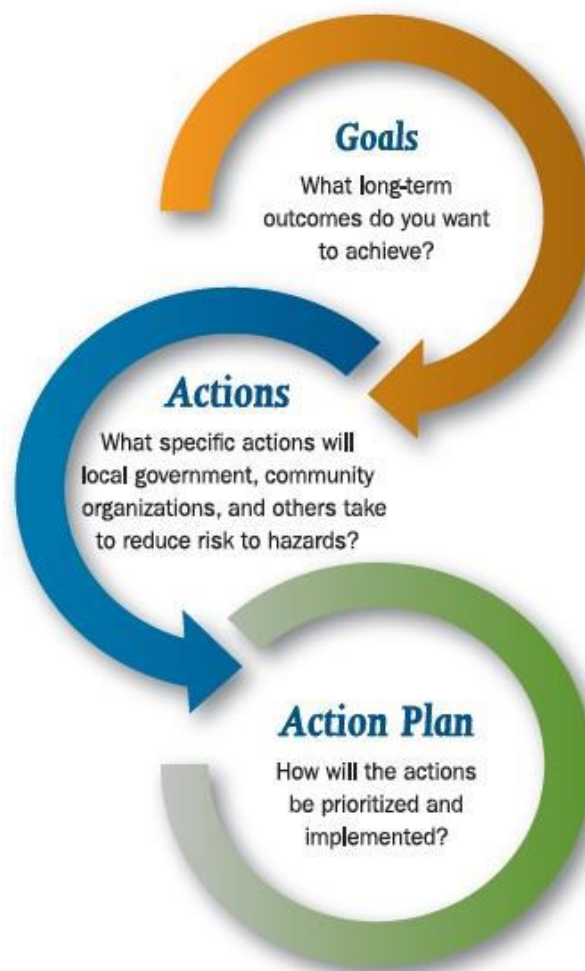 Goals
What long-term
outcomes do you want
to achieve?
Actions
What specific actions will
local government, community
organizations, and others take
to reduce risk to hazards?
Action Plan
How will the actions
be prioritized and
implemented?